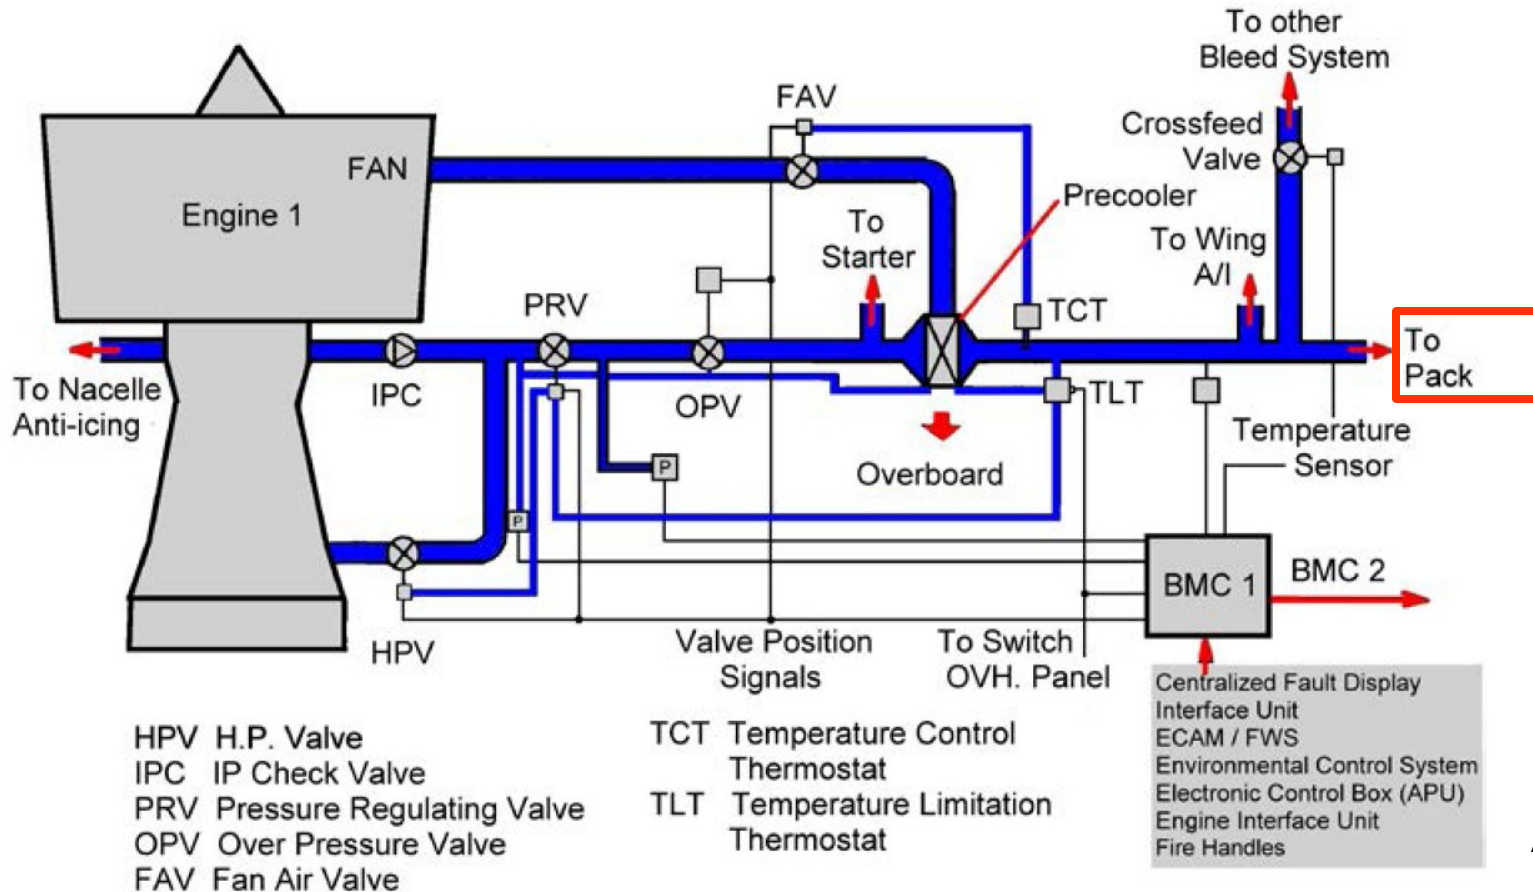 To other
Bleed System
FAV
Crossfeed
Valve
FAN
Precooler
Engine 1
To
Starter
To Wing
A/I
PRV
TCT
To
Pack
To Nacelle
Anti-icing
IPC
OPV
TLT
Temperature
Sensor
P
Overboard
P
BMC 1
BMC 2
HPV
Valve Position
Signals
To Switch
OVH. Panel
Centralized Fault Display
Interface Unit
ECAM / FWS
Environmental Control System
Electronic Control Box (APU)
Engine Interface Unit
Fire Handles
HPV H.P. Valve
IPC IP Check Valve
PRV Pressure Regulating Valve
OPV Over Pressure Valve
FAV Fan Air Valve
TCT Temperature Control
Thermostat
TLT Temperature Limitation
Thermostat